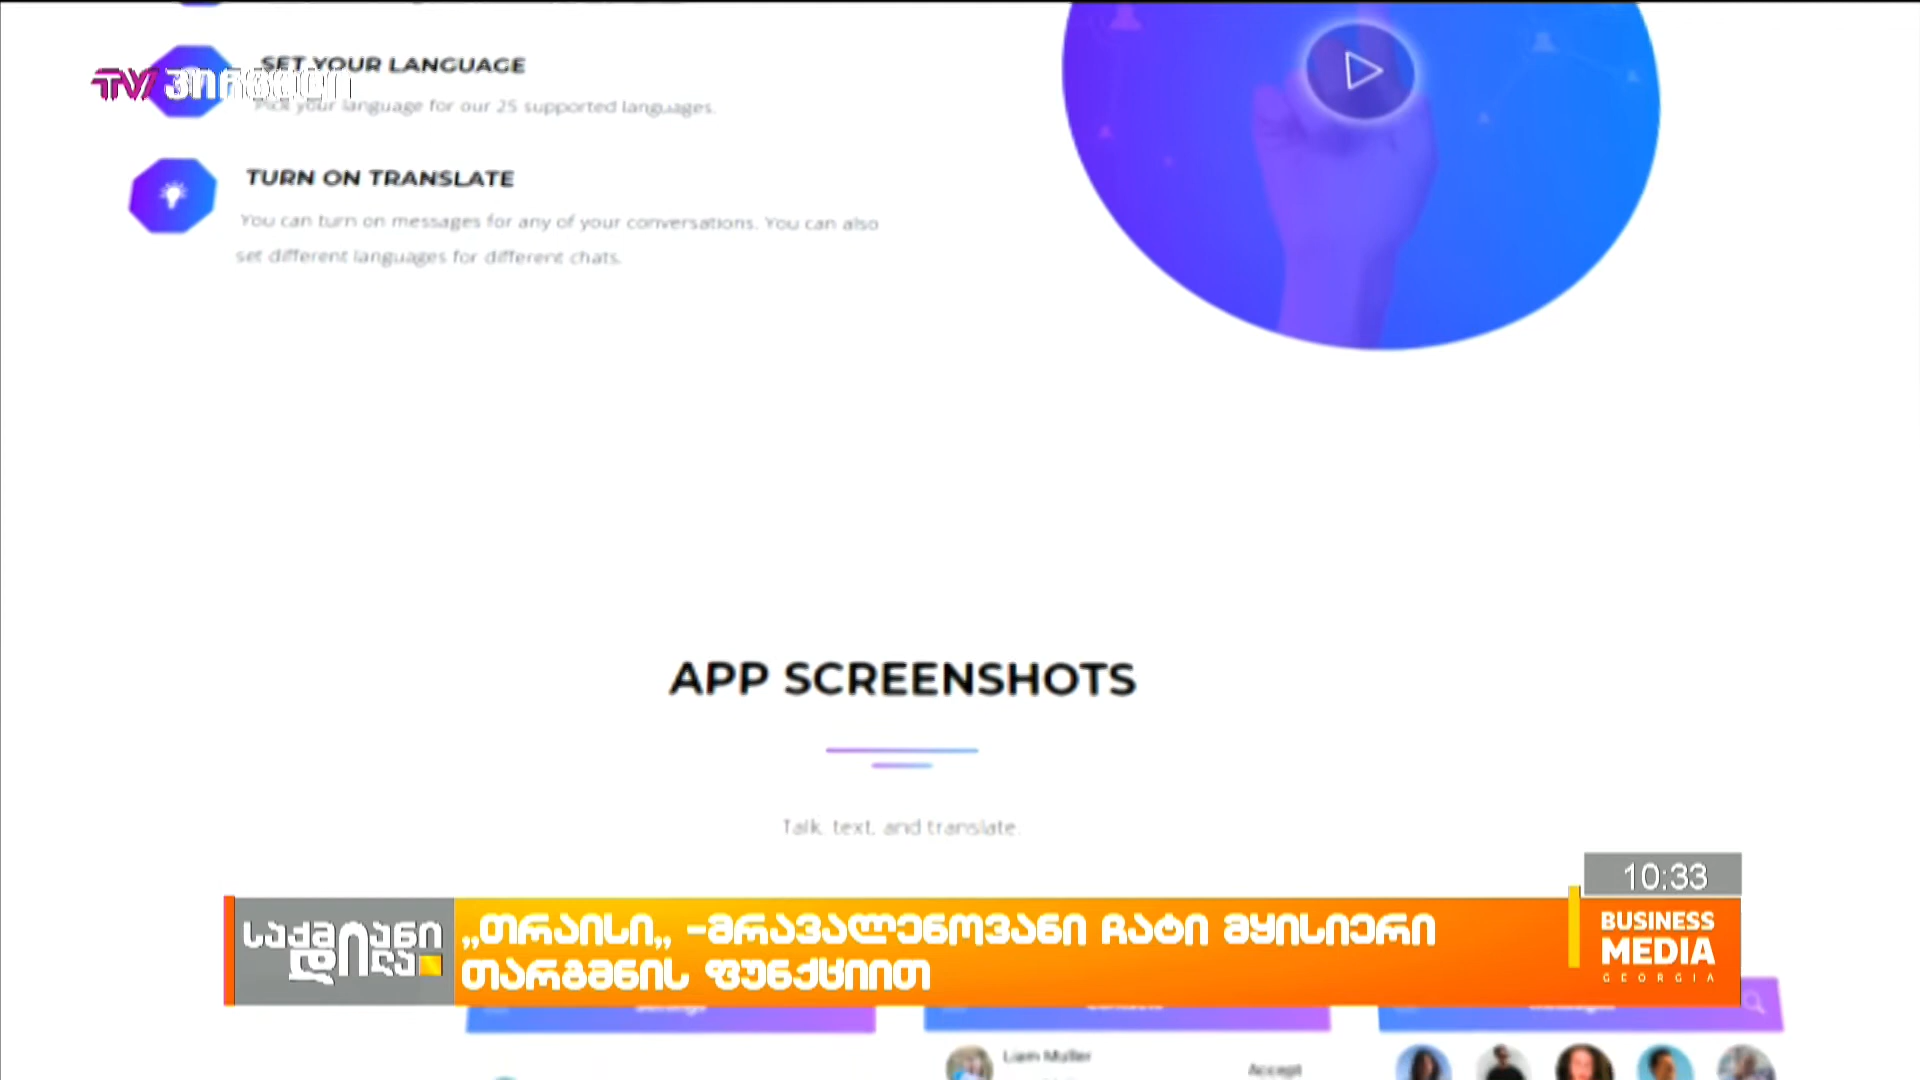 SET YOUR LANGUAGE
TV პირველი
Pick your language for our 25 supported languages.
TURN ON TRANSLATE
You can turn on messages for any of your conversations. You can also
set different languages for different chats.
APP SCREENSHOTS
Talk, text, and translate.
10:33
საქმიანი
დილა
„თრაისი„ -მრავალენოვანი ჩატი მყისიერი
თარგმნის ფუნქციით
BUSINESS
MEDIA
GEORGIA
Liam Muller
Accept